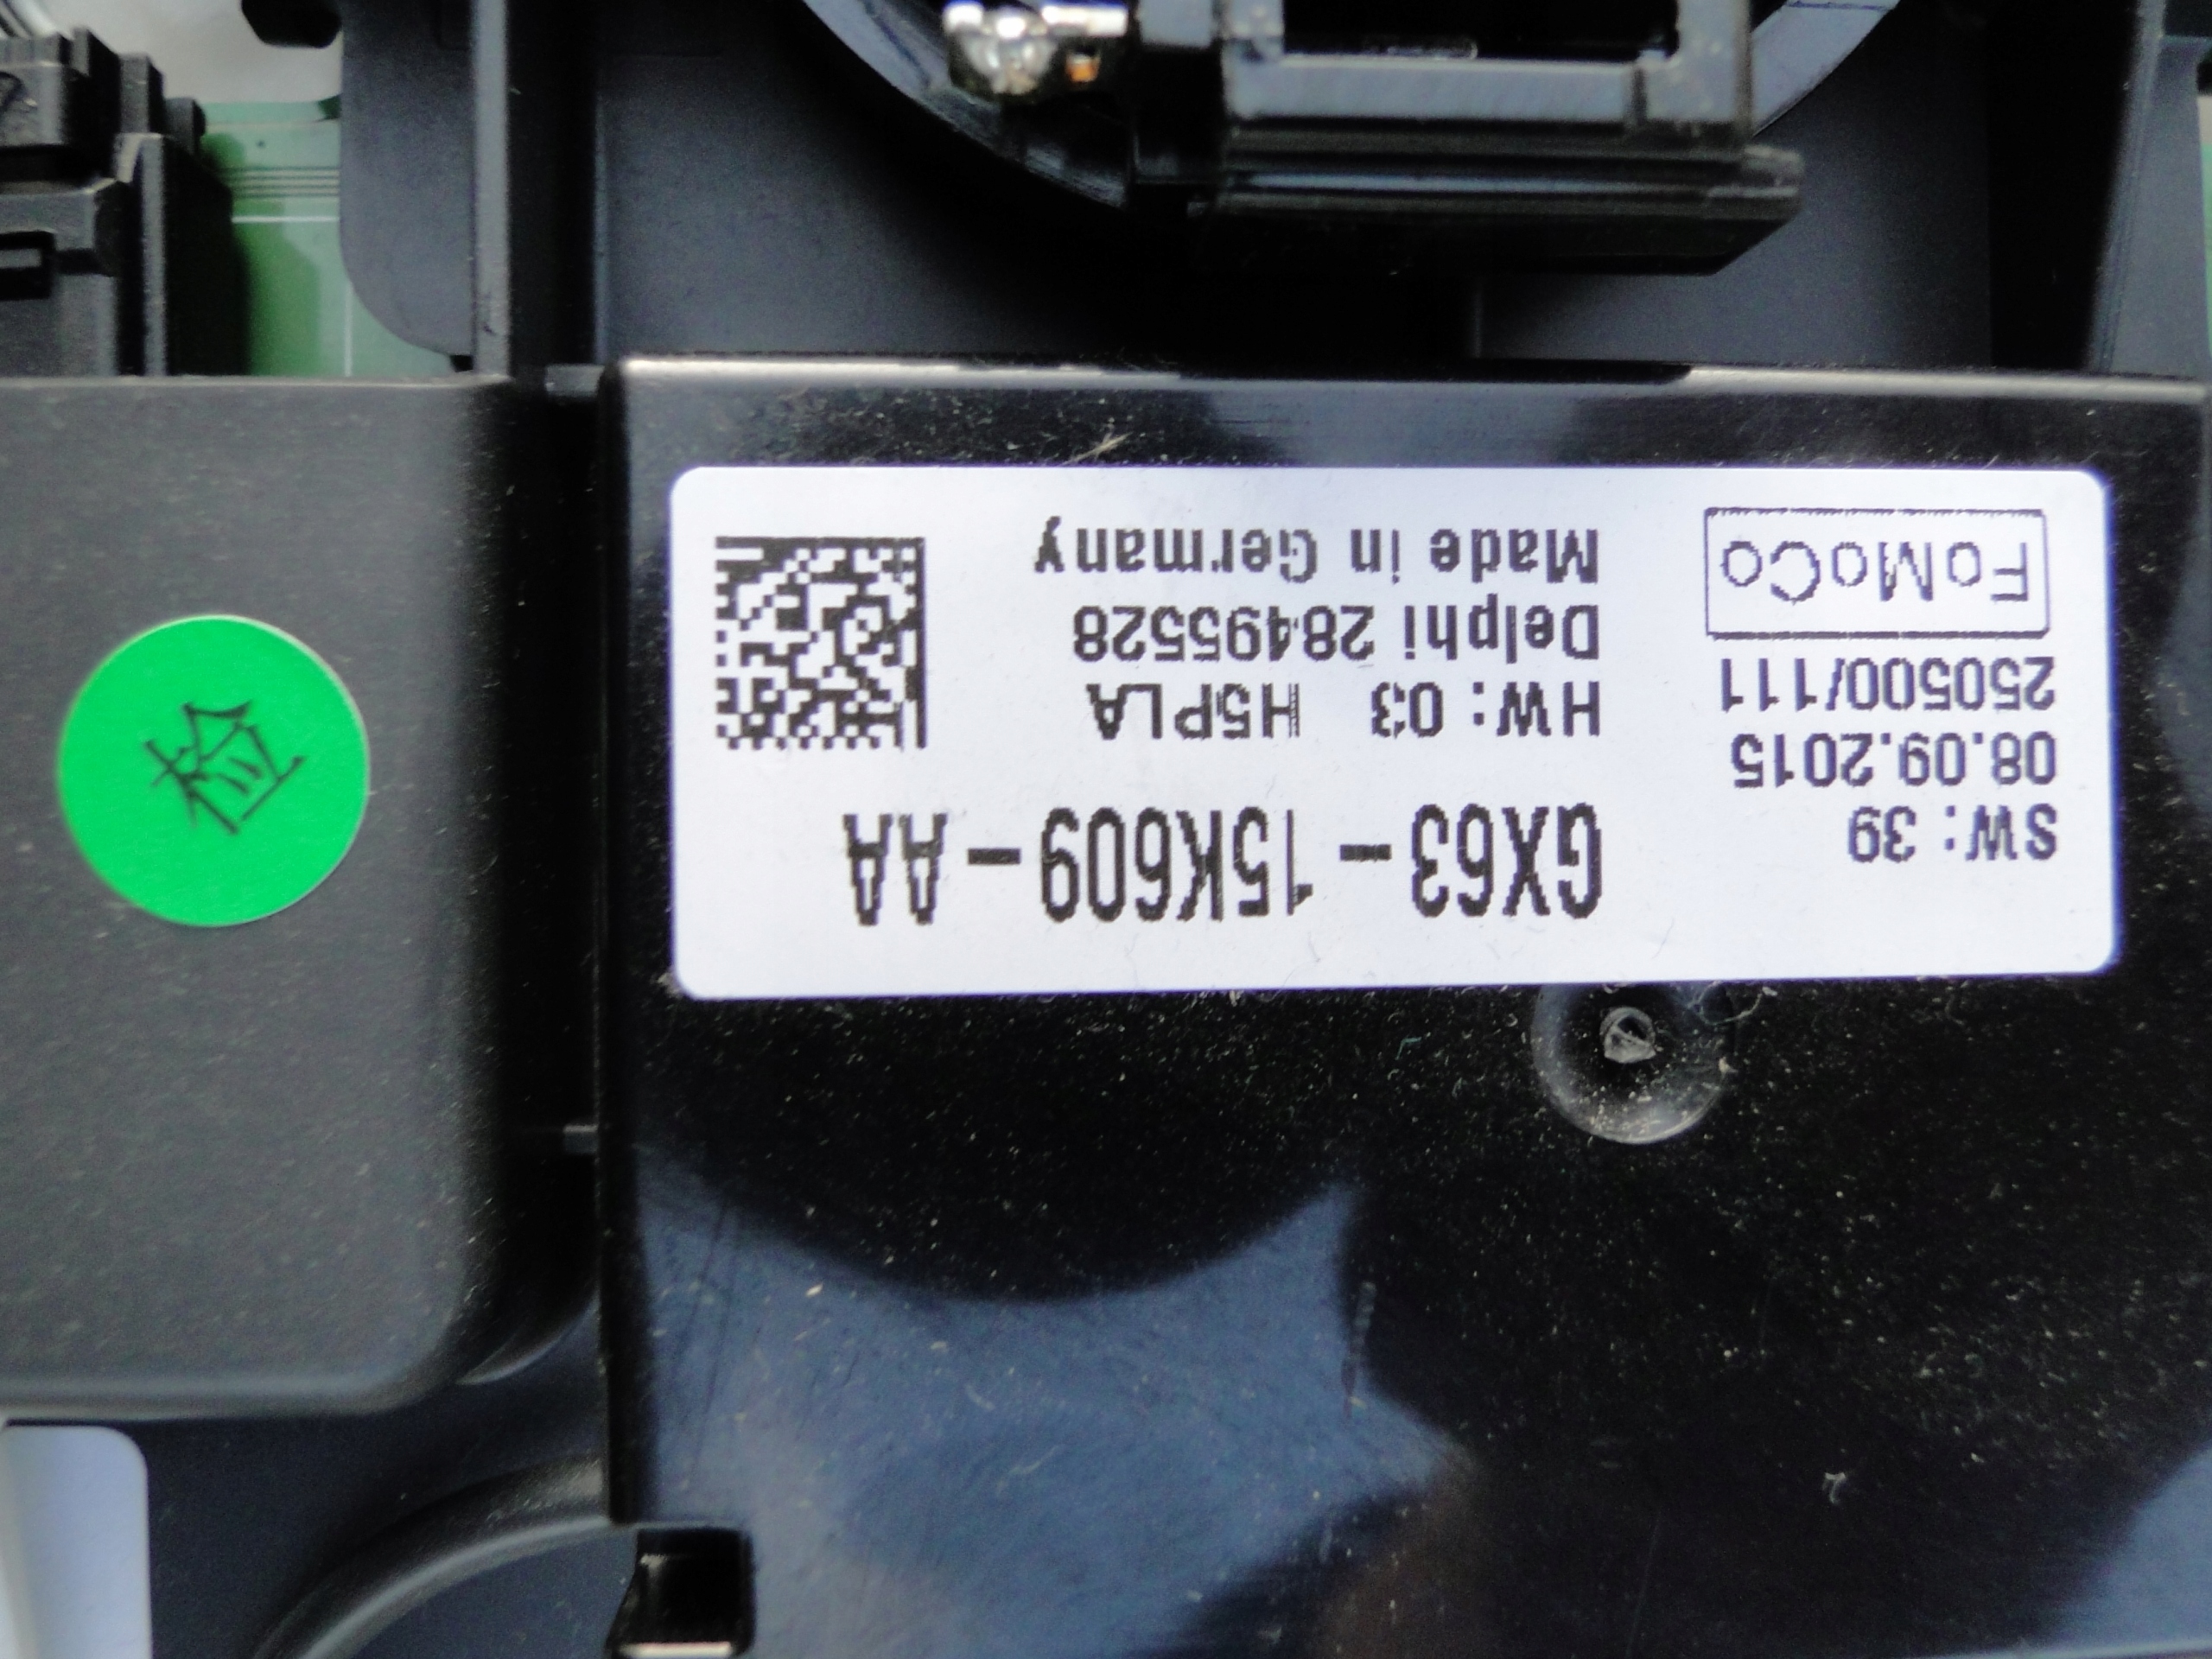 SW: 39
08.09.2015
250500/111
FoMoCo
GX63-15K609-AA
HW: 03 H5PLA
Delphi 28495528
Made in Germany
检